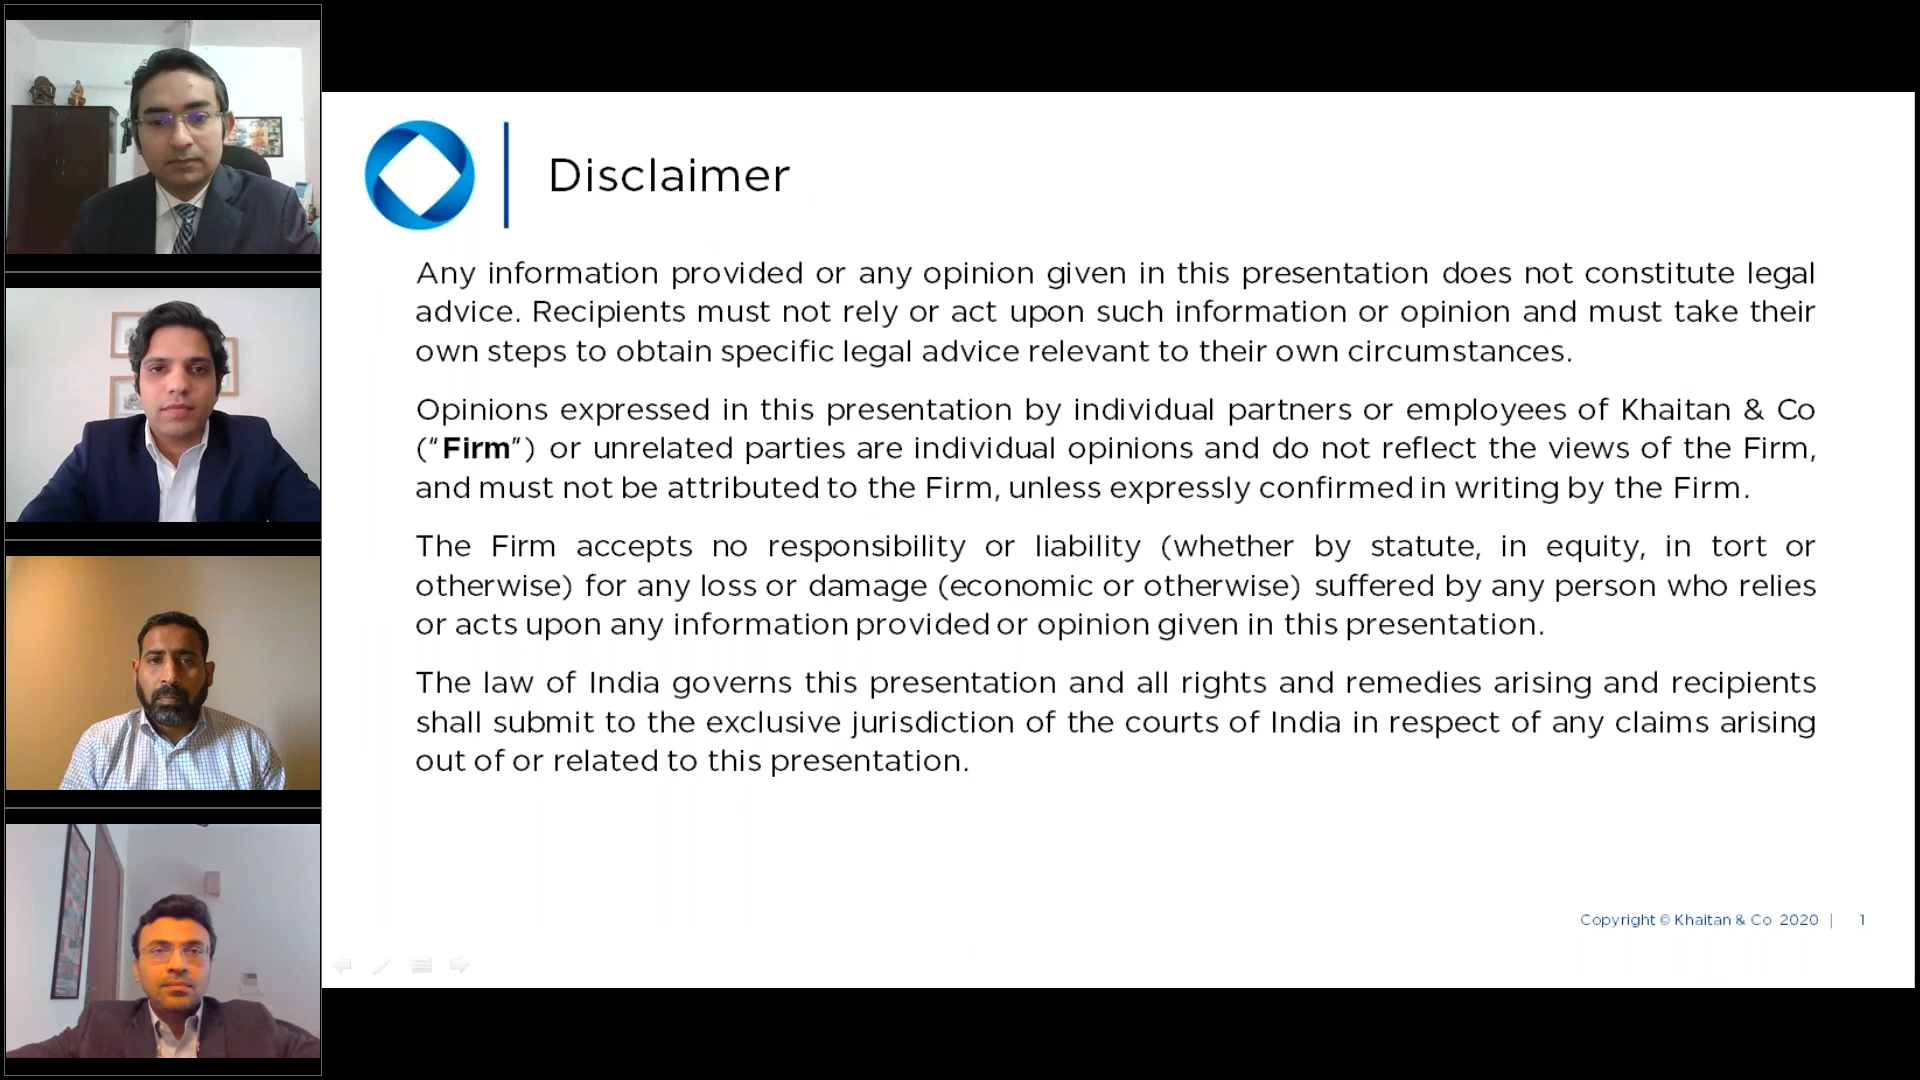 Disclaimer
Any information provided or any opinion given in this presentation does not constitute legal
advice. Recipients must not rely or act upon such information or opinion and must take their
own steps to obtain specific legal advice relevant to their own circumstances.
Opinions expressed in this presentation by individual partners or employees of Khaitan & Co
(“Firm”) or unrelated parties are individual opinions and do not reflect the views of the Firm,
and must not be attributed to the Firm, unless expressly confirmed in writing by the Firm.
The Firm accepts no responsibility or liability (whether by statute, in equity, in tort or
otherwise) for any loss or damage (economic or otherwise) suffered by any person who relies
or acts upon any information provided or opinion given in this presentation.
The law of India governs this presentation and all rights and remedies arising and recipients
shall submit to the exclusive jurisdiction of the courts of India in respect of any claims arising
out of or related to this presentation.
Copyright © Khaitan & Co 2020 | 1